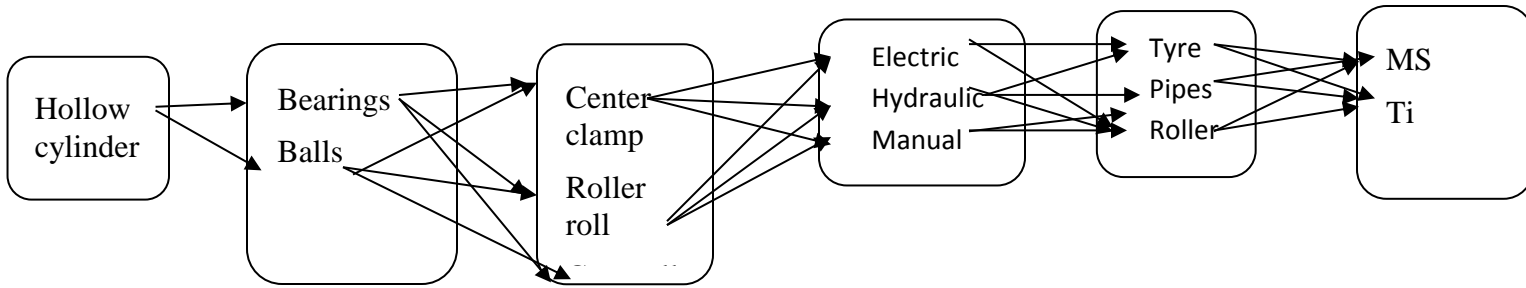 Hollow
cylinder
Bearings
Balls
Center
clamp
Roller
roll
Electric
Hydraulic
Manual
Tyre
Pipes
Roller
MS
Ti